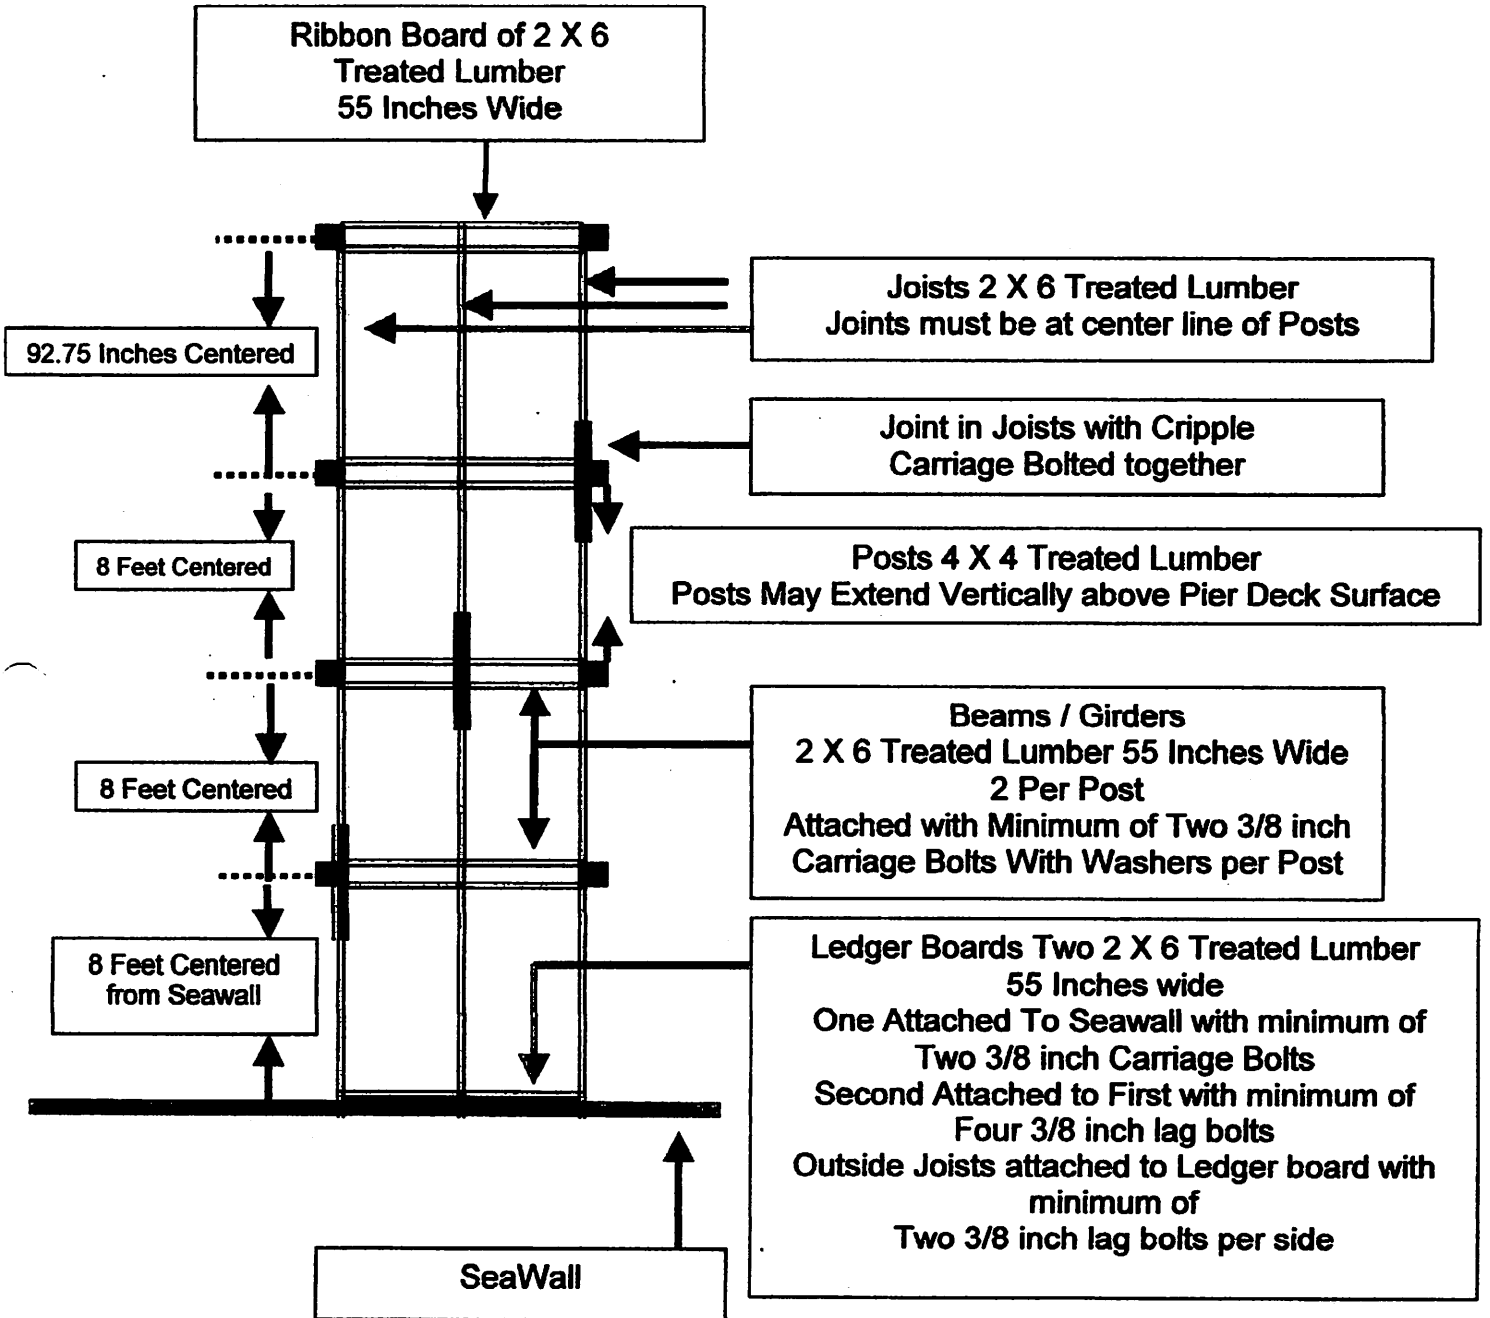 Ribbon Board of 2 X 6
Treated Lumber
55 Inches Wide
Joists 2 X 6 Treated Lumber
Joints must be at center line of Posts
92.75 Inches Centered
Joint in Joists with Cripple
Carriage Bolted together
8 Feet Centered
Posts 4 X 4 Treated Lumber
Posts May Extend Vertically above Pier Deck Surface
Beams / Girders
2 X 6 Treated Lumber 55 Inches Wide
2 Per Post
Attached with Minimum of Two 3/8 inch
Carriage Bolts With Washers per Post
8 Feet Centered
8 Feet Centered
from Seawall
Ledger Boards Two 2 X 6 Treated Lumber
55 Inches wide
One Attached To Seawall with minimum of
Two 3/8 inch Carriage Bolts
Second Attached to First with minimum of
Four 3/8 inch lag bolts
Outside Joists attached to Ledger board with
minimum of
Two 3/8 inch lag bolts per side
SeaWall